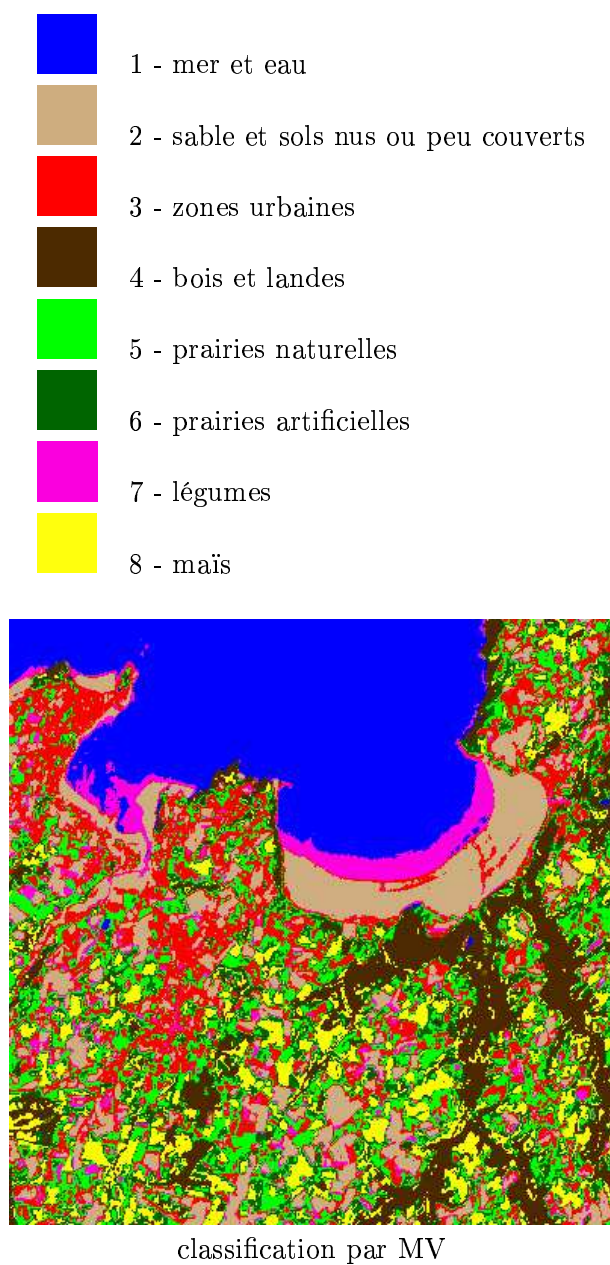 1 - mer et eau
2 - sable et sols nus ou peu couverts
3 - zones urbaines
4 - bois et landes
5 - prairies naturelles
6 - prairies artificielles
7 - légumes
8 - maïs
classification par MV